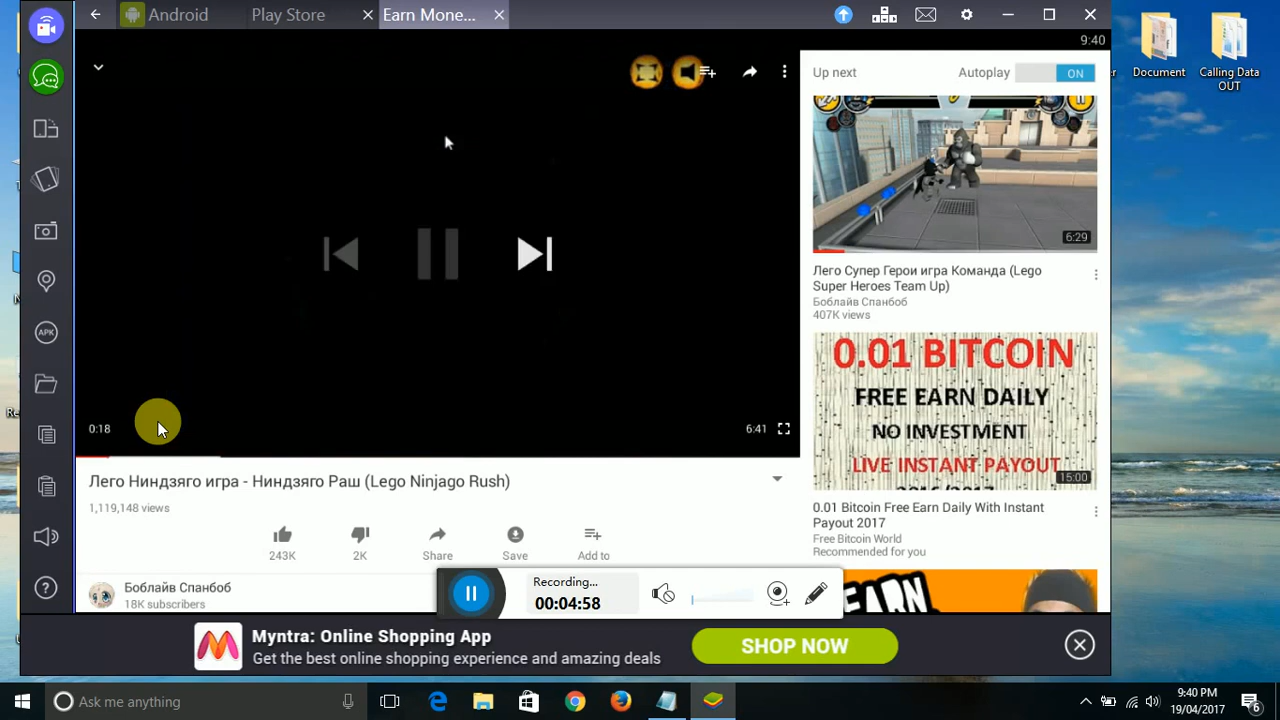 Android
Play Store
Earn Mone...
Document
Calling Data
OUT
9:40
Up next
Autoplay
ON
6:29
Лего Супер Герои игра Команда (Lego
Super Heroes Team Up)
Боблайв Спанбоб
407K views
0.01 BITCOIN
FREE EARN DAILY
NO INVESTMENT
LIVE INSTANT PAYOUT
15:00
0.01 Bitcoin Free Earn Daily With Instant
Payout 2017
Free Bitcoin World
Recommended for you
EARN
APK
0:18
6:41
Лего Ниндзяго игра - Ниндзяго Раш (Lego Ninjago Rush)
1,119,148 views
243K
2K
Share
Save
Add to
Боблайв Спанбоб
18K subscribers
Recording...
00:04:58
Myntra: Online Shopping App
Get the best online shopping experience and amazing deals
SHOP NOW
Ask me anything
9:40 PM
19/04/2017
6